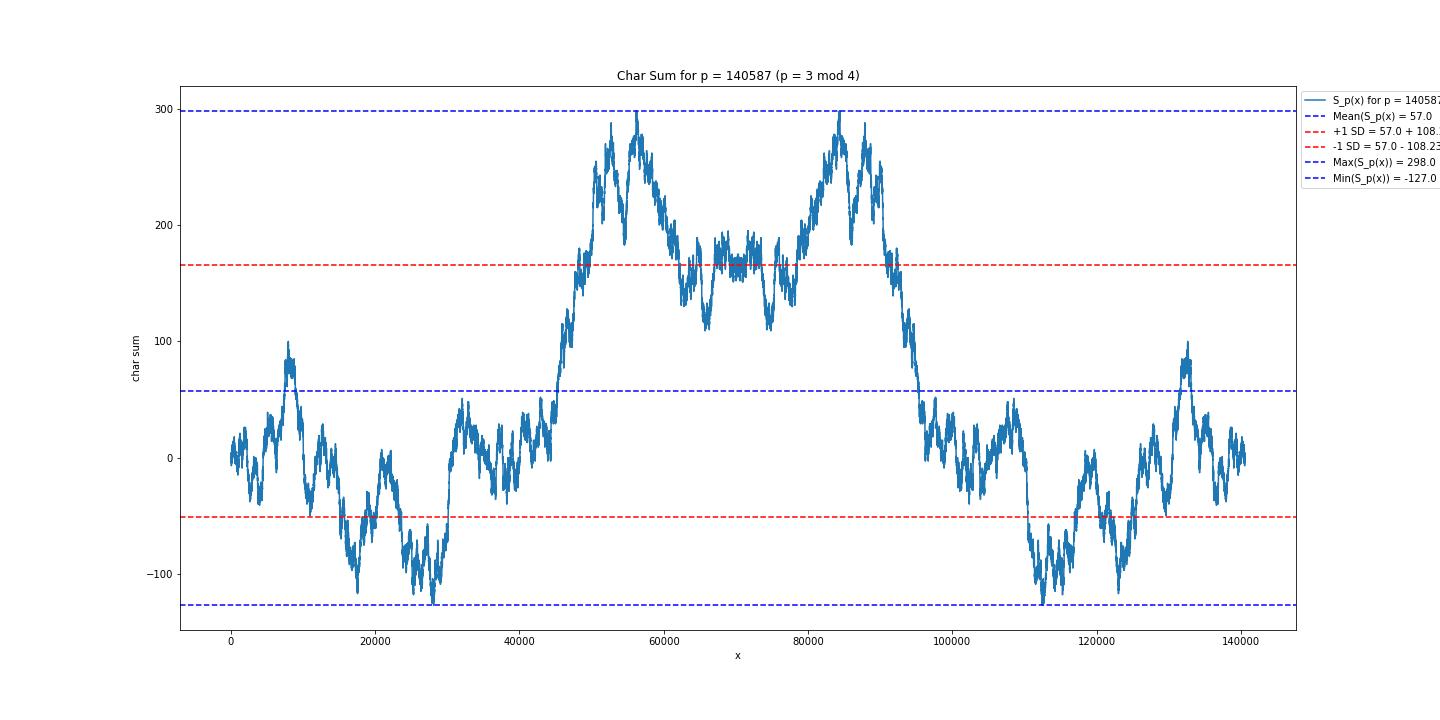 Char Sum for p = 140587 (p = 3 mod 4)
300
200
100
0
−100
char sum
0
20000
40000
60000
80000
100000
120000
140000
x
S_p(x) for p = 140587
Mean(S_p(x) = 57.0
+1 SD = 57.0 + 108.
-1 SD = 57.0 - 108.23
Max(S_p(x)) = 298.0
Min(S_p(x)) = -127.0